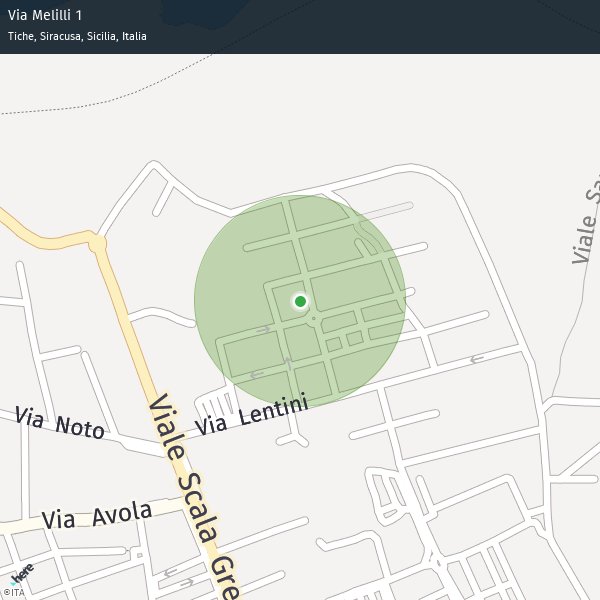 Via Melilli 1
Tiche, Siracusa, Sicilia, Italia
Viale
Via Noto
Via Lentini
Viale Scala Gre
Via Avola
here
©ITA